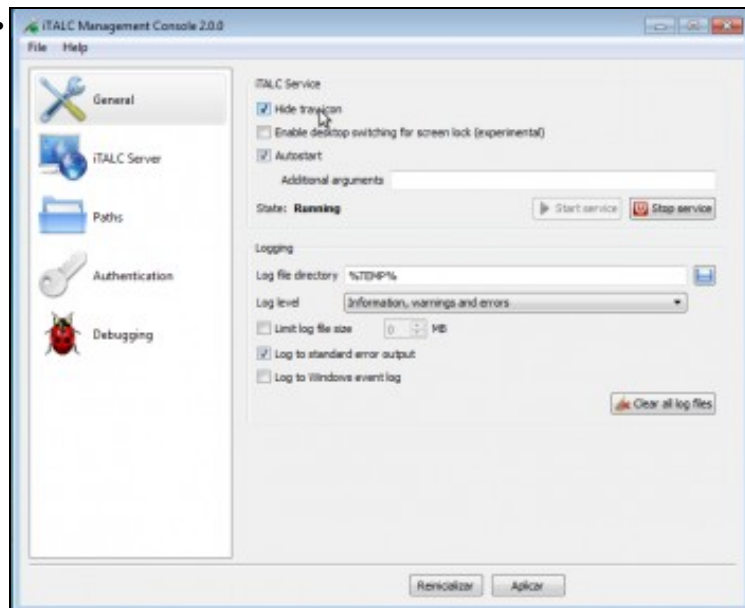 iTALC Management Console 2.0.0
File Help
General
iTALC Server
Paths
Authentication
Debugging
iTALC Service
Hide tray icon
Enable desktop switching for screen lock (experimental)
Autostart
Additional arguments
State: Running
Start service
Stop service
Logging
Log file directory %TEMP%
Log level Information, warnings and errors
Limit log file size 0 MB
Log to standard error output
Log to Windows event log
Clear all log files
Reinicializar Aplicar